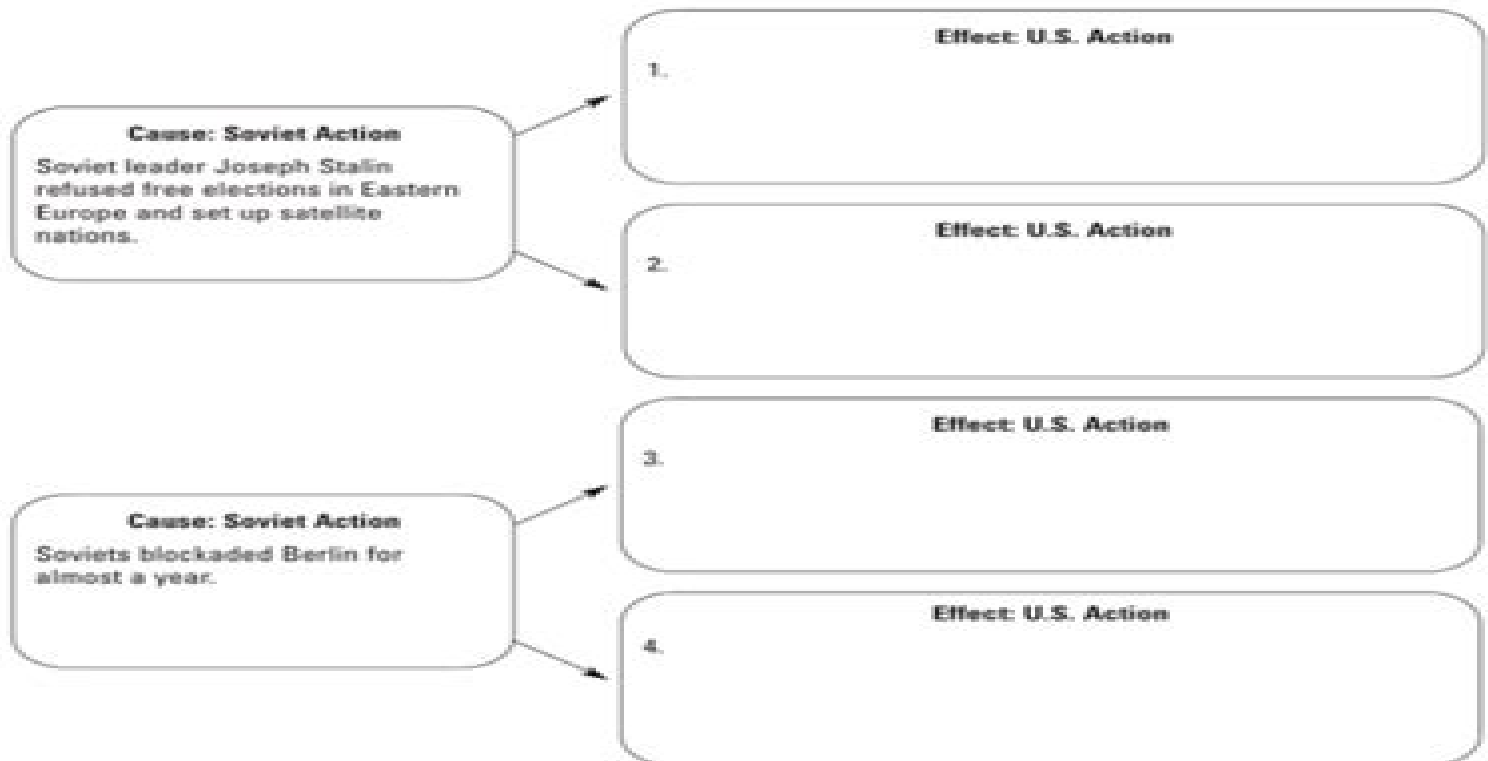 Effect: U.S. Action
1.
Cause: Soviet Action
Soviet leader Joseph Stalin
refused free elections in Eastern
Europe and set up satellite
nations.
Effect: U.S. Action
2.
Effect: U.S. Action
3.
Cause: Soviet Action
Soviets blockaded Berlin for
almost a year.
Effect: U.S. Action
4.